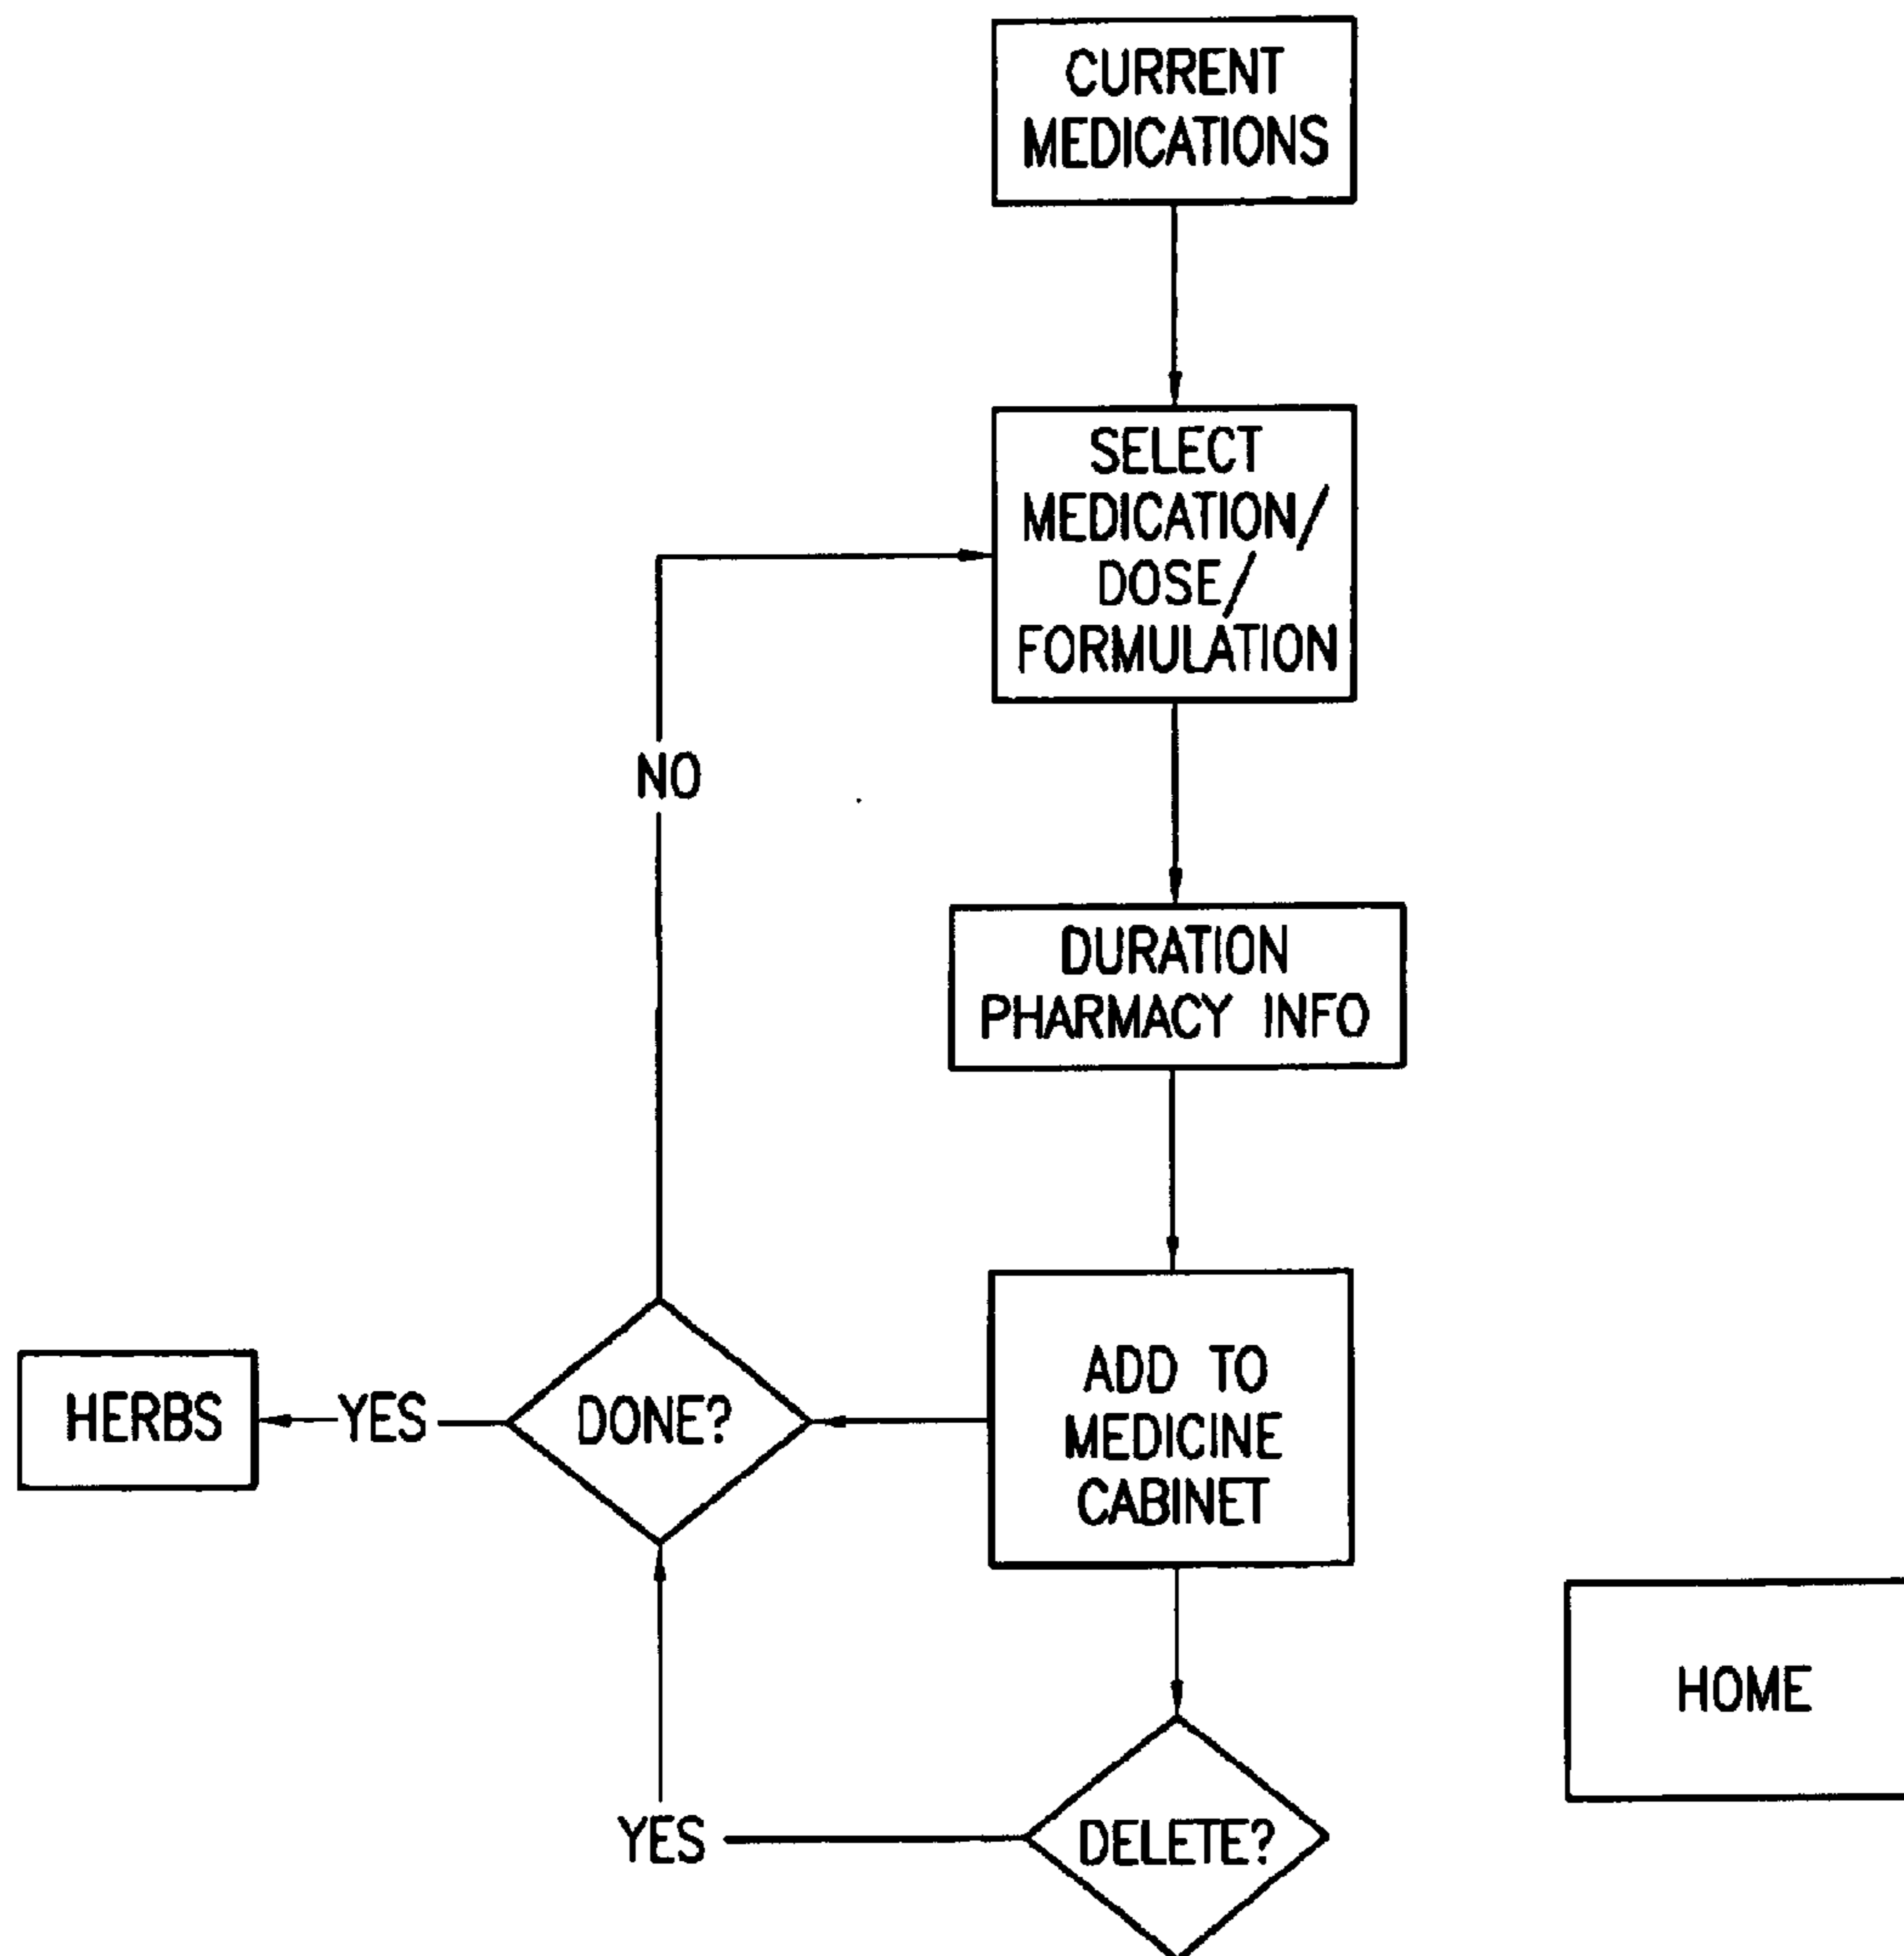 CURRENT
MEDICATIONS
SELECT
MEDICATION/
DOSE/
FORMULATION
NO
DURATION
PHARMACY INFO
ADD TO
MEDICINE
CABINET
DONE?
YES
HERBS
HOME
DELETE?
YES